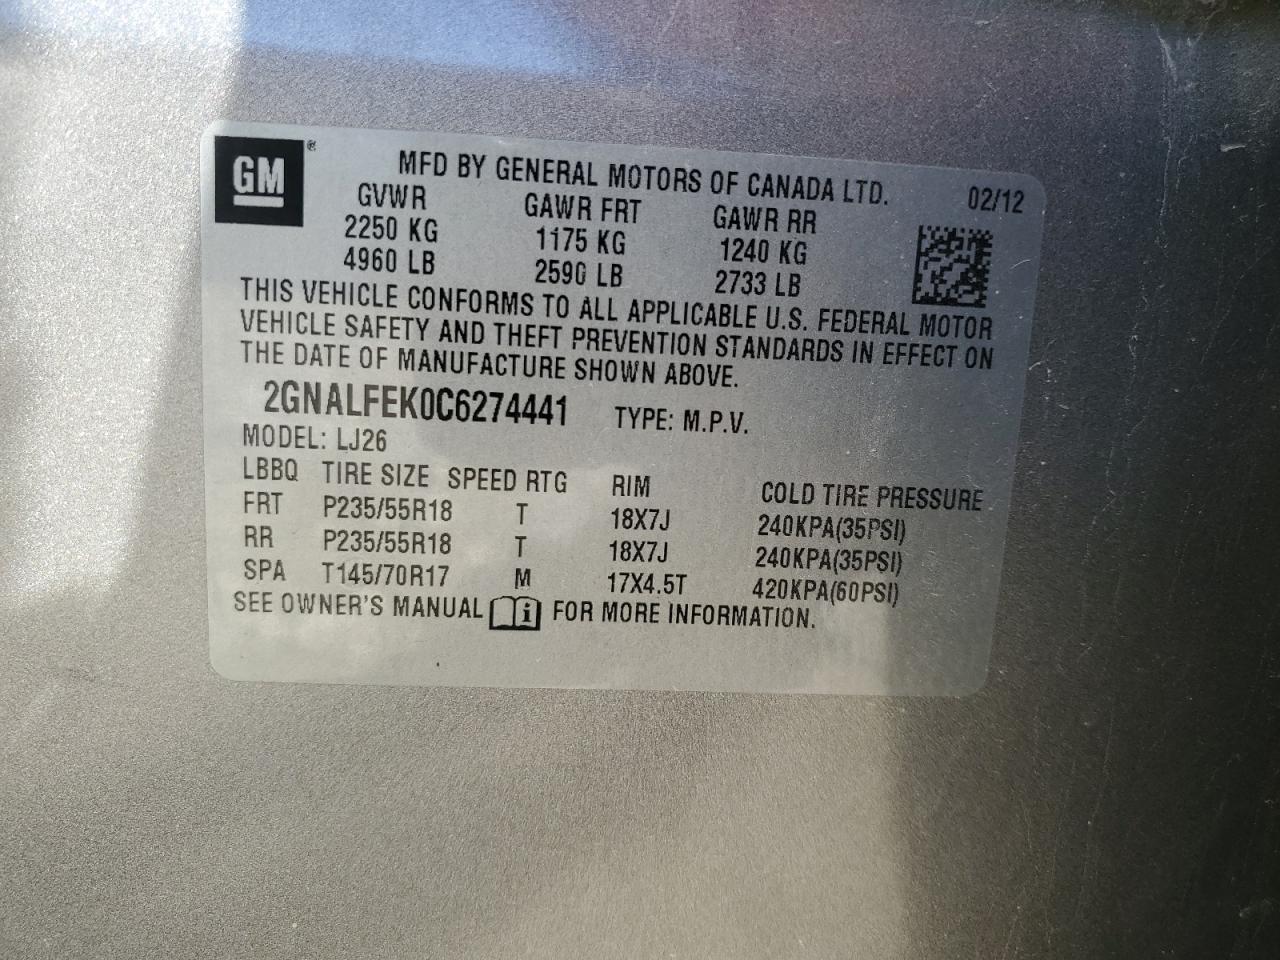 GM ®
MFD BY GENERAL MOTORS OF CANADA LTD. 02/12
GVWR GAWR FRT GAWR RR
2250 KG 1175 KG 1240 KG
4960 LB 2590 LB 2733 LB
THIS VEHICLE CONFORMS TO ALL APPLICABLE U.S. FEDERAL MOTOR
VEHICLE SAFETY AND THEFT PREVENTION STANDARDS IN EFFECT ON
THE DATE OF MANUFACTURE SHOWN ABOVE.
2GNALFEK0C6274441 TYPE: M.P.V.
MODEL: LJ26
LBBQ TIRE SIZE SPEED RTG RIM COLD TIRE PRESSURE
FRT P235/55R18 T 18X7J 240KPA(35PSI)
RR P235/55R18 T 18X7J 240KPA(35PSI)
SPA T145/70R17 M 17X4.5T 420KPA(60PSI)
SEE OWNER'S MANUAL i FOR MORE INFORMATION.